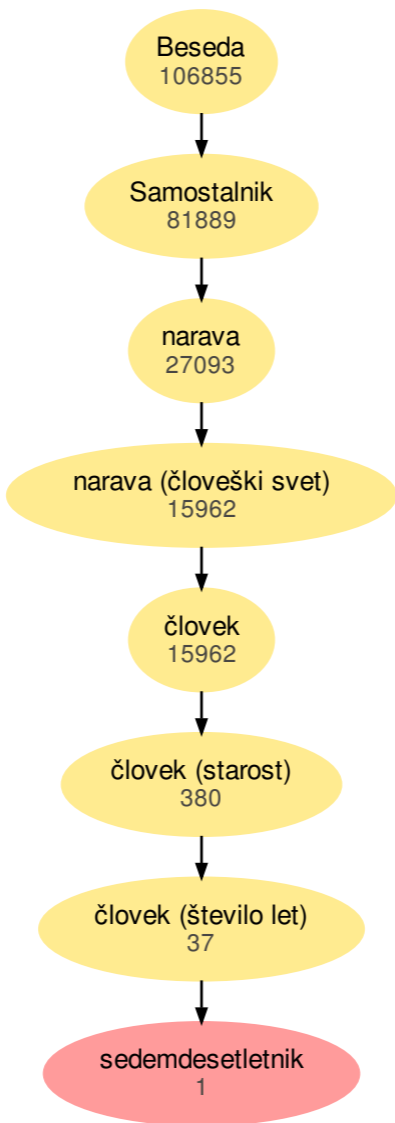 Beseda
106855
Samostalnik
81889
narava
27093
narava (človeški svet)
15962
človek
15962
človek (starost)
380
človek (število let)
37
sedemdesetletnik
1